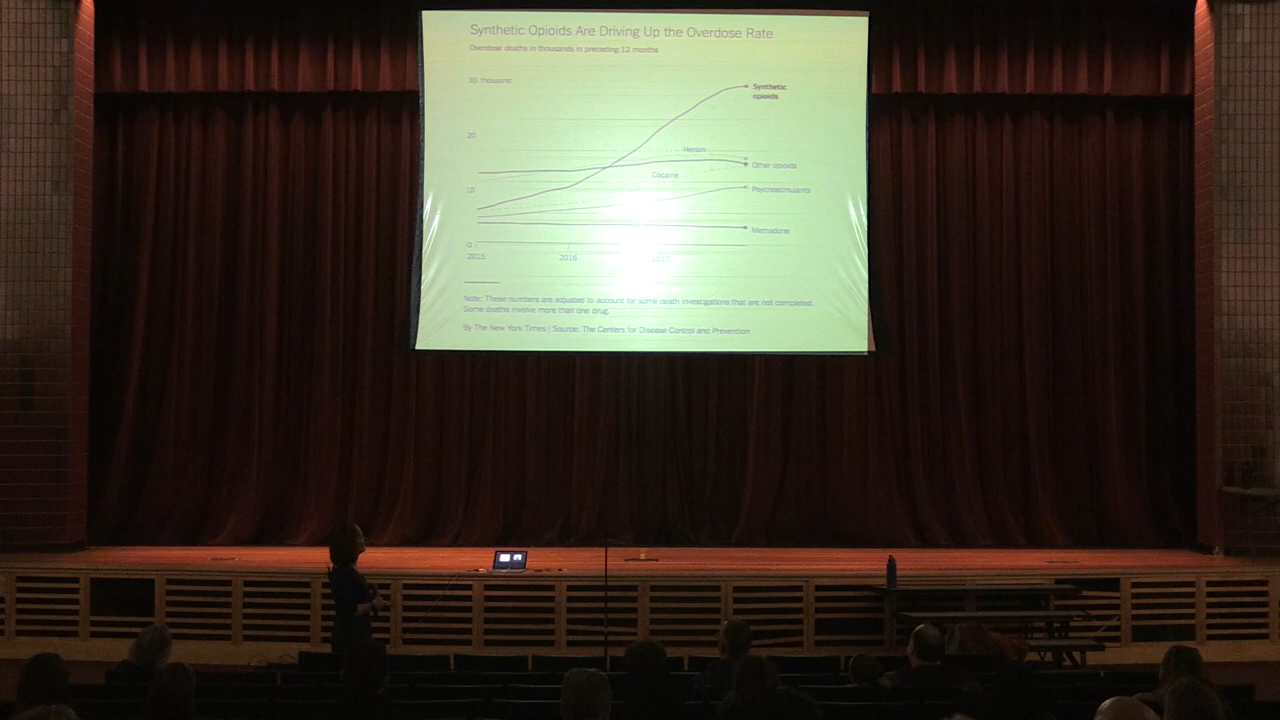 Synthetic Opioids Are Driving Up the Overdose Rate
Overdose deaths in thousands in preceding 12 months
30 thousand
Synthetic
opioids
20
Heroin
Other opioids
Cocaine
10
Psychostimulants
Methadone
0
2015
2016
2017
Note: These numbers are adjusted to account for some death investigations that are not completed.
Some deaths involve more than one drug.
By The New York Times | Source: The Centers for Disease Control and Prevention